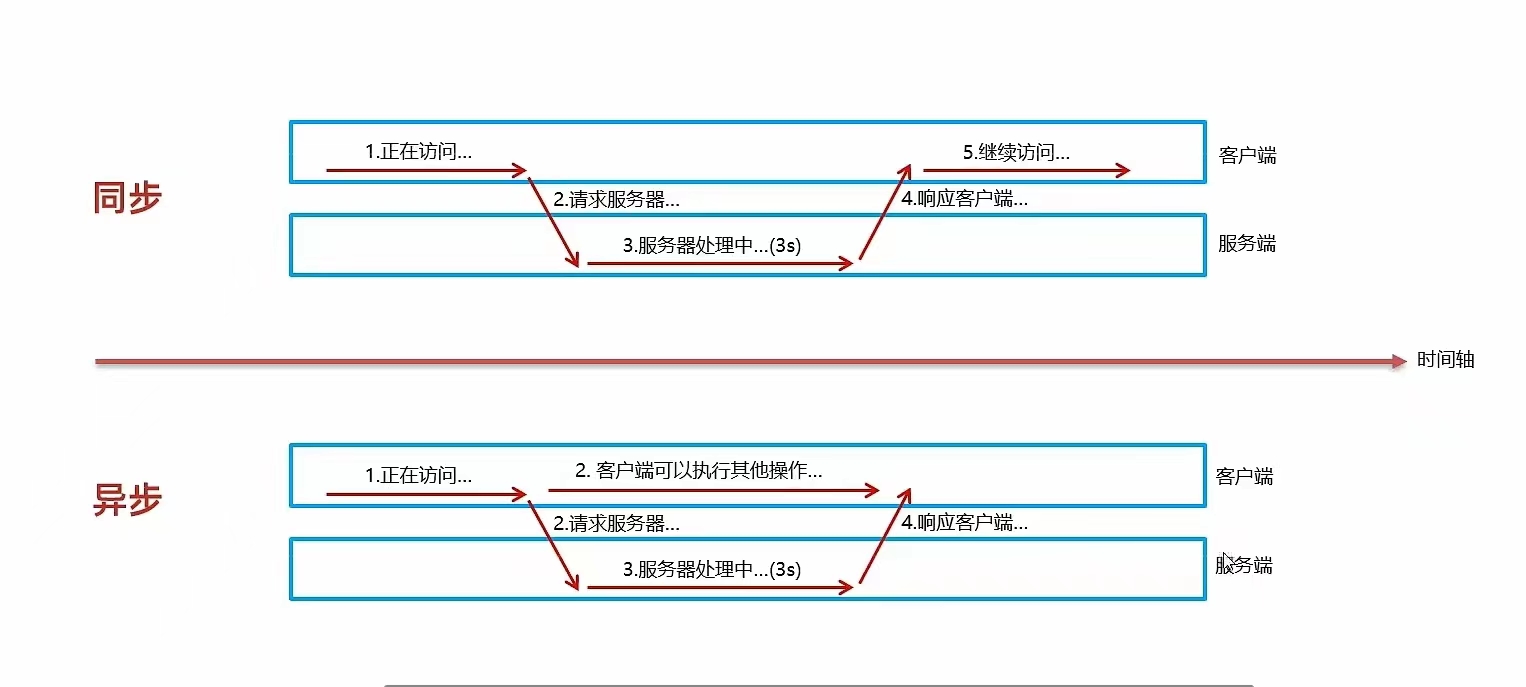 同步
1.正在访问...
5.继续访问...
客户端
2.请求服务器...
4.响应客户端...
3.服务器处理中...(3s)
服务端
时间轴
异步
1.正在访问...
2. 客户端可以执行其他操作...
客户端
2.请求服务器...
4.响应客户端...
3.服务器处理中...(3s)
服务端